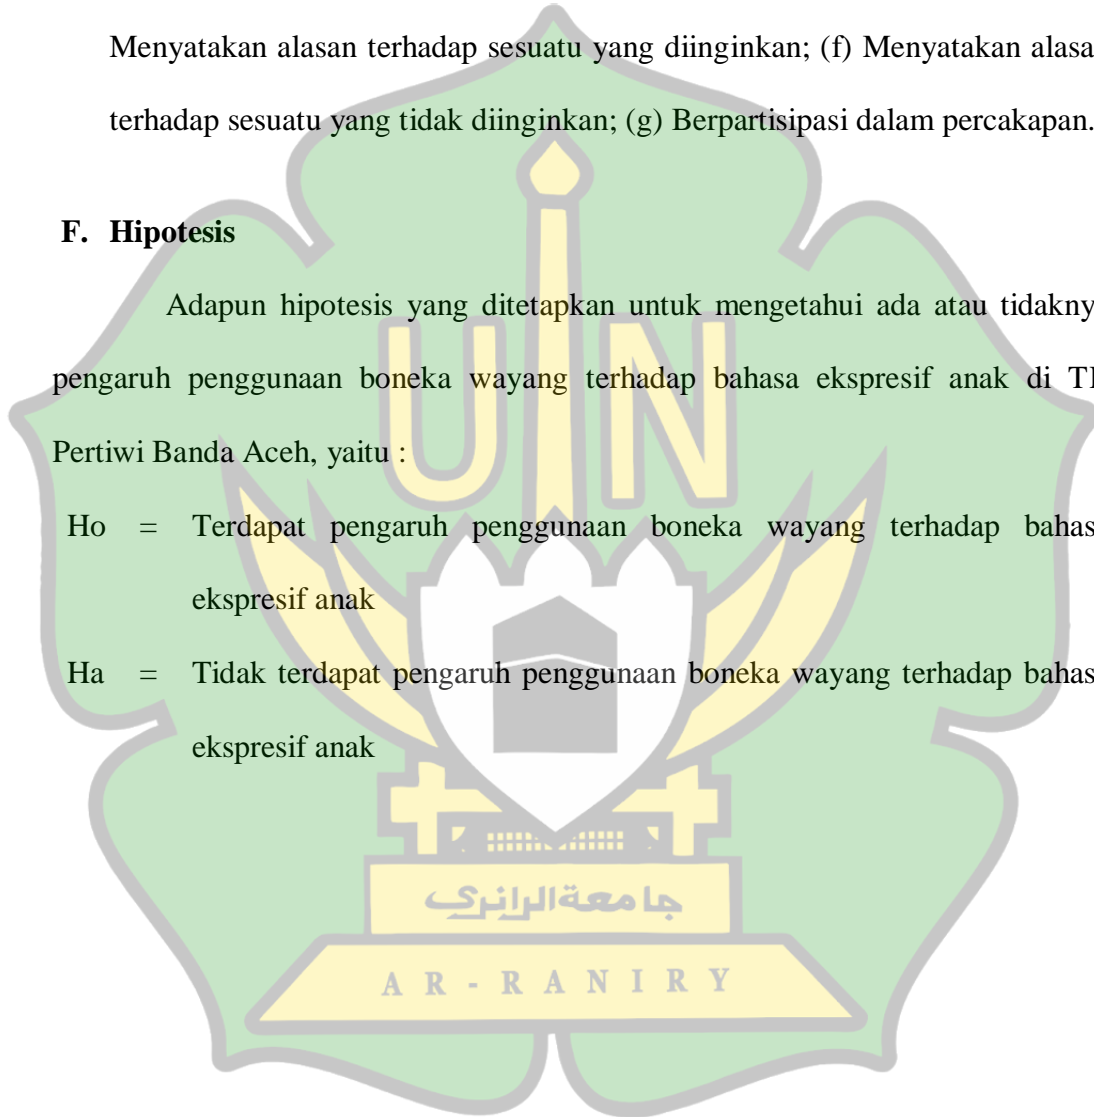 Menyatakan alasan terhadap sesuatu yang diinginkan; (f) Menyatakan alasa
terhadap sesuatu yang tidak diinginkan; (g) Berpartisipasi dalam percakapan.
F. Hipotesis
Adapun hipotesis yang ditetapkan untuk mengetahui ada atau tidakny
pengaruh penggunaan boneka wayang terhadap bahasa ekspresif anak di
Pertiwi Banda Aceh, yaitu :
Ho = Terdapat pengaruh penggunaan boneka wayang terhadap bahas
ekspresif anak
Ha = Tidak terdapat pengaruh penggunaan boneka wayang terhadap bahas
ekspresif anak
UIN
جامعة الرانري
AR-RANIRY